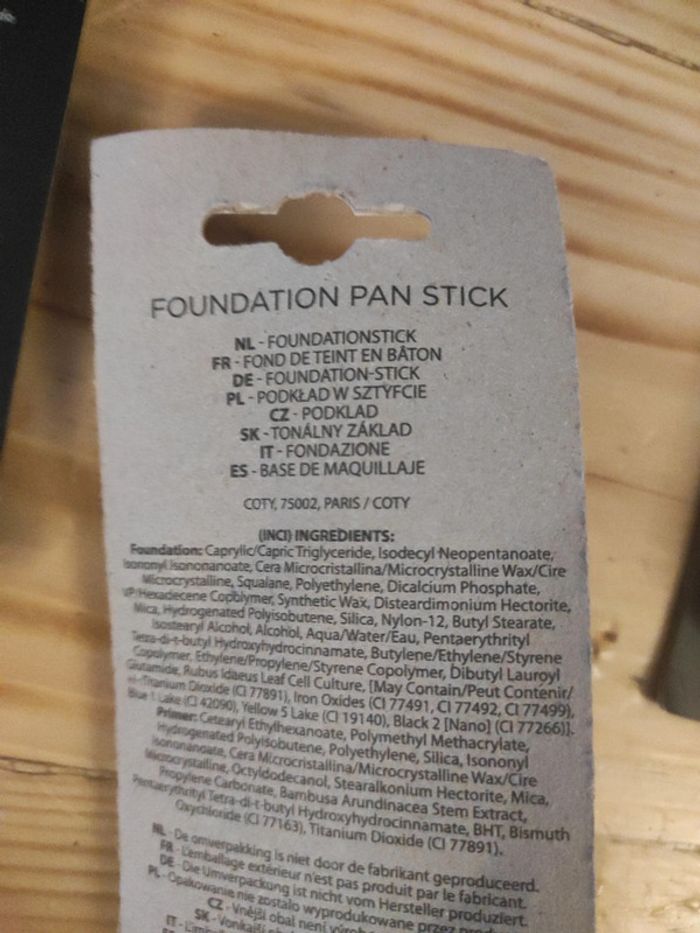 FOUNDATION PAN STICK
NL - FOUNDATIONSTICK
FR - FOND DE TEINT EN BÂTON
DE - FOUNDATION-STICK
PL - PODKŁAD W SZTYFCIE
CZ - PODKLAD
SK - TONÁLNY ZÁKLAD
IT - FONDAZIONE
ES - BASE DE MAQUILLAJE
COTY, 75002, PARIS / COTY
(INCI) INGREDIENTS:
Foundation: Caprylic/Capric Triglyceride, Isodecyl Neopentanoate,
Isononyl Isononanoate, Cera Microcristallina/Microcrystalline Wax/Cire
Microcrystalline, Squalane, Polyethylene, Dicalcium Phosphate,
VP/Hexadecene Copolymer, Synthetic Wax, Disteardimonium Hectorite,
Mica, Hydrogenated Polyisobutene, Silica, Nylon-12, Butyl Stearate,
Isostearyl Alcohol, Alcohol, Aqua/Water/Eau, Pentaerythrityl
Tetra-di-t-butyl Hydroxyhydrocinnamate, Butylene/Ethylene/Styrene
Copolymer, Ethylene/Propylene/Styrene Copolymer, Dibutyl Lauroyl
Glutamide, Rubus Idaeus Leaf Cell Culture, [May Contain/Peut Contenir/
+/-Titanium Dioxide (CI 77891), Iron Oxides (CI 77491, CI 77492, CI 77499),
Blue 1 Lake (CI 42090), Yellow 5 Lake (CI 19140), Black 2 [Nano] (CI 77266)].
Primer: Cetearyl Ethylhexanoate, Polymethyl Methacrylate,
Hydrogenated Polyisobutene, Polyethylene, Silica, Isononyl
Isononanoate, Cera Microcristallina/Microcrystalline Wax/Cire
Microcrystalline, Octyldodecanol, Stearalkonium Hectorite, Mica,
Propylene Carbonate, Bambusa Arundinacea Stem Extract,
Pentaerythrityl Tetra-di-t-butyl Hydroxyhydrocinnamate, BHT, Bismuth
Oxychloride (CI 77163), Titanium Dioxide (CI 77891).
NL - De omverpakking is niet door de fabrikant geproduceerd.
FR - L'emballage extérieur n'est pas produit par le fabricant.
DE - Die Umverpackung ist nicht vom Hersteller produziert.
PL - Opakowanie nie zostało wyprodukowane przez
CZ - Vnější obal není
SK - Vonkajší
IT -